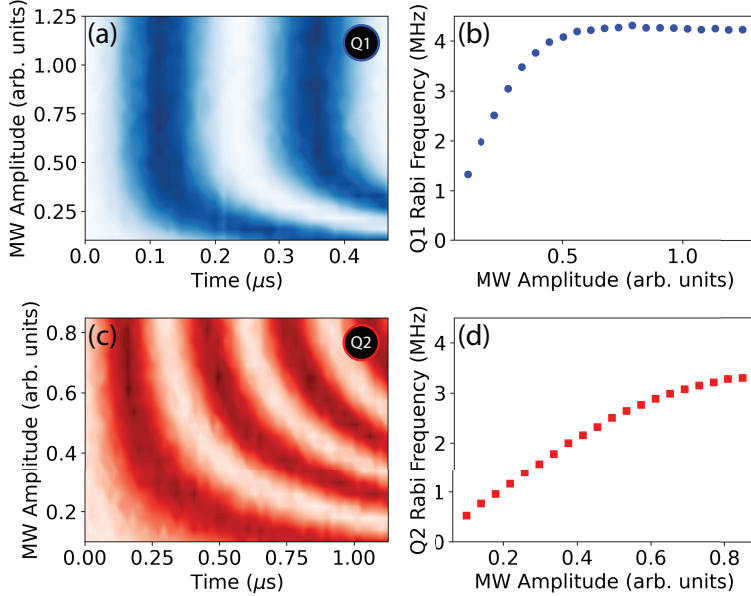 (a)
Q1
MW Amplitude (arb. units)
1.25
1.00
0.75
0.50
0.25
0.0
0.1
0.2
0.3
0.4
Time (μs)
(b)
Q1 Rabi Frequency (MHz)
4
3
2
1
0
0.5
1.0
MW Amplitude (arb. units)
(c)
Q2
MW Amplitude (arb. units)
0.8
0.6
0.4
0.2
0.00
0.25
0.50
0.75
1.00
Time (μs)
(d)
Q2 Rabi Frequency (MHz)
4
3
2
1
0
0.2
0.4
0.6
0.8
MW Amplitude (arb. units)